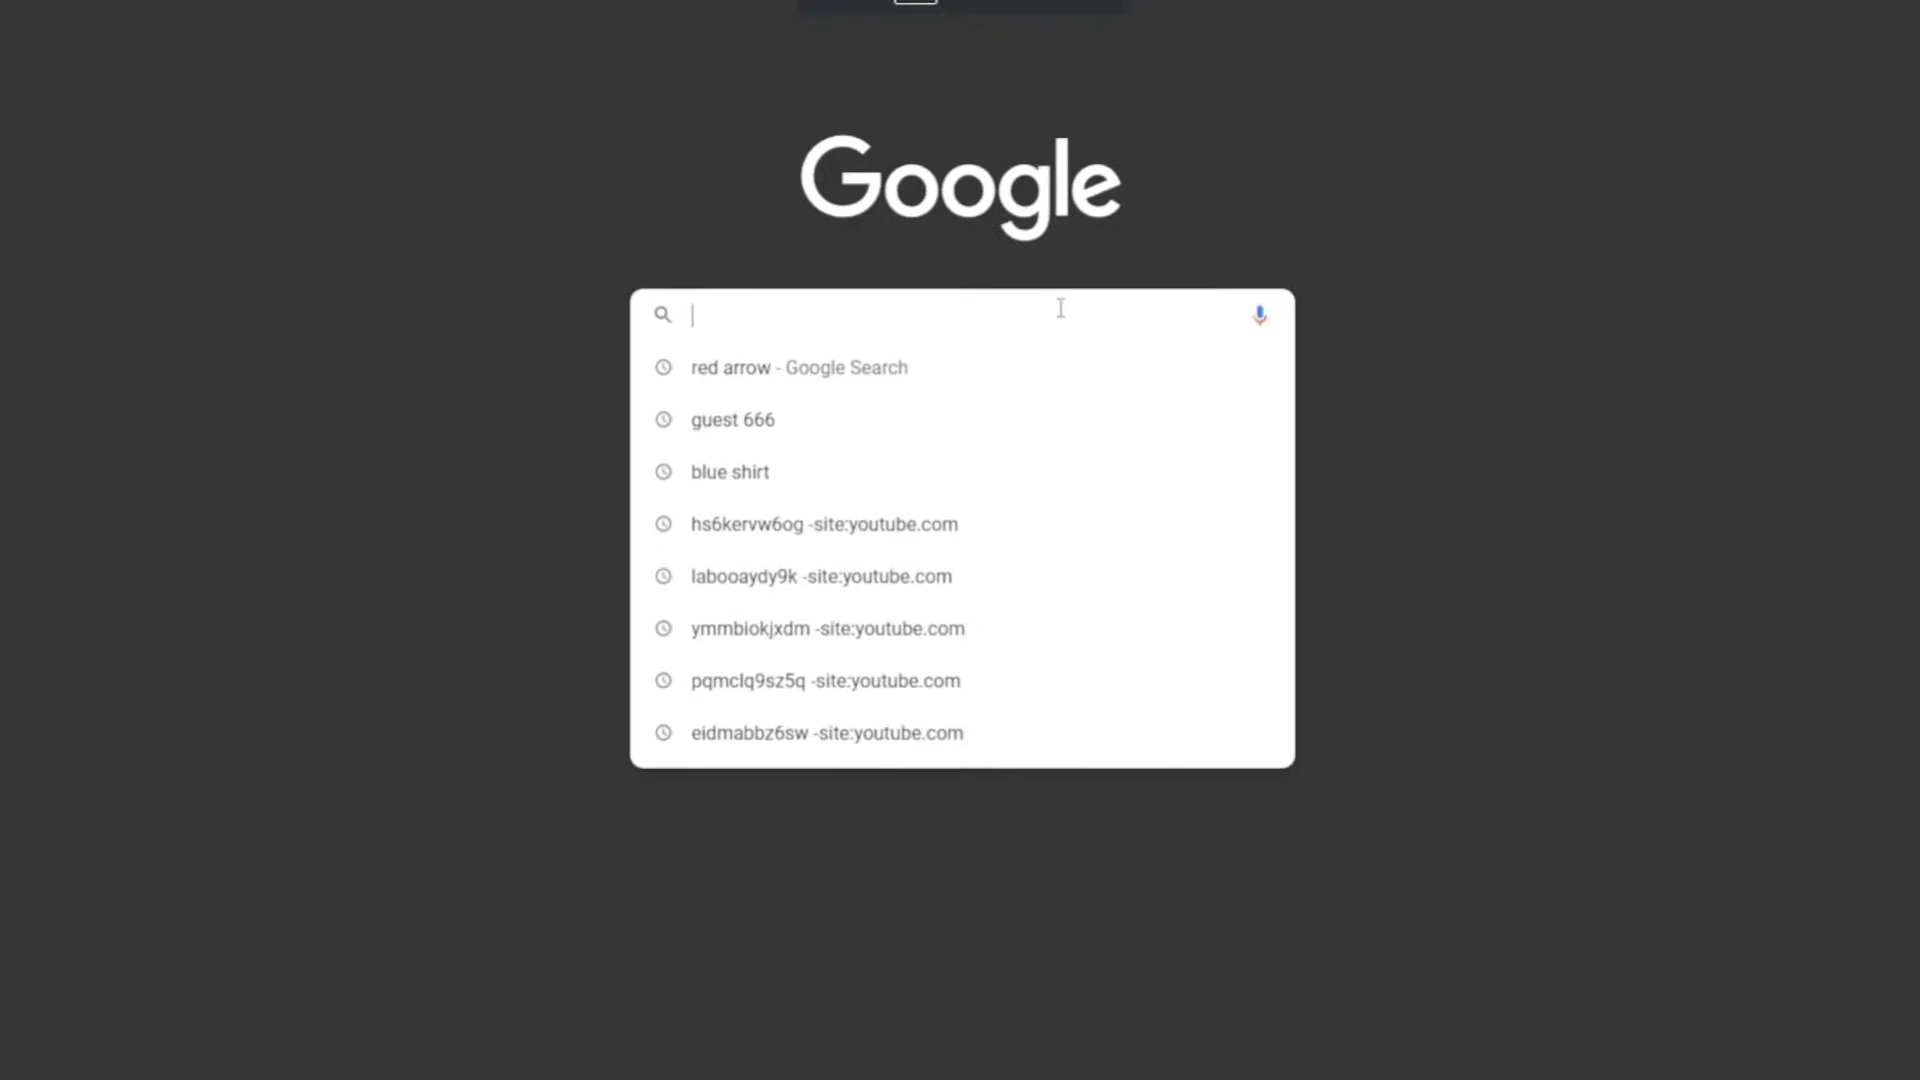 Google
red arrow - Google Search
guest 666
blue shirt
hs6kervw6og -site:youtube.com
labooaydy9k -site:youtube.com
ymmbiokjxdm -site:youtube.com
pqmclq9sz5q -site:youtube.com
eidmabbz6sw -site:youtube.com